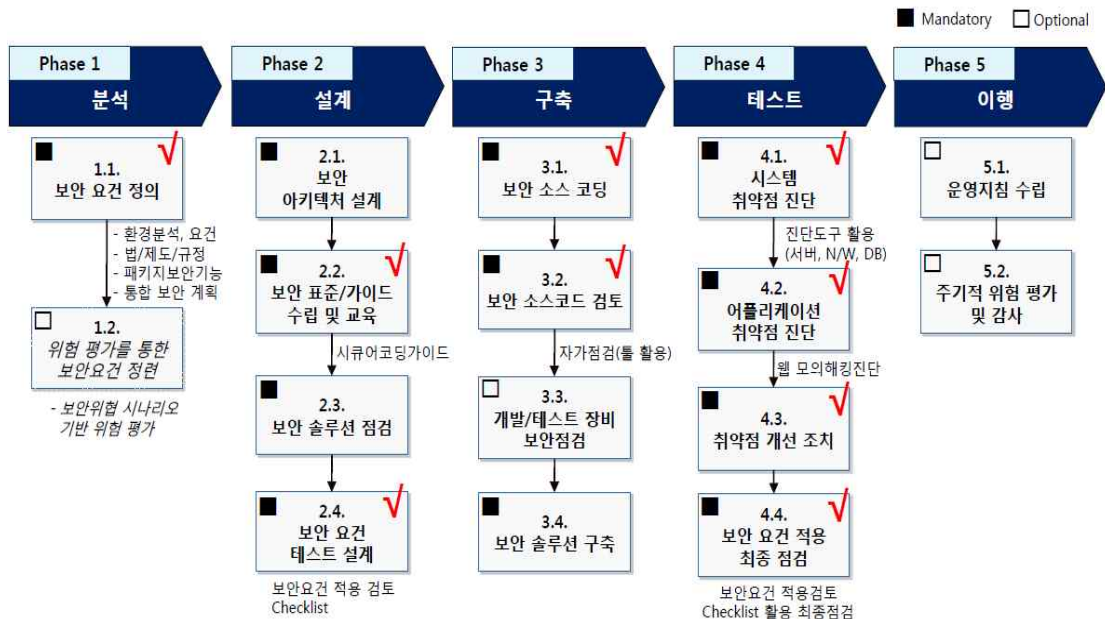 Mandatory
Optional
Phase 1
분석
Phase 2
설계
Phase 3
구축
Phase 4
테스트
Phase 5
이행
1.1.
보안 요건 정의
- 환경분석, 요건
- 법/제도/규정
- 패키지보안기능
- 통합 보안 계획
1.2.
위험 평가를 통한
보안요건 정련
- 보안위협 시나리오
기반 위험 평가
2.1.
보안
아키텍처 설계
2.2.
보안 표준/가이드
수립 및 교육
시큐어코딩가이드
2.3.
보안 솔루션 점검
2.4.
보안 요건
테스트 설계
보안요건 적용 검토
Checklist
3.1.
보안 소스 코딩
3.2.
보안 소스코드 검토
자가점검(툴 활용)
3.3.
개발/테스트 장비
보안점검
3.4.
보안 솔루션 구축
4.1.
시스템
취약점 진단
진단도구 활용
(서버, N/W, DB)
4.2.
어플리케이션
취약점 진단
웹 모의해킹진단
4.3.
취약점 개선 조치
4.4.
보안 요건 적용
최종 점검
보안요건 적용검토
Checklist 활용 최종점검
5.1.
운영지침 수립
5.2.
주기적 위험 평가
및 감사